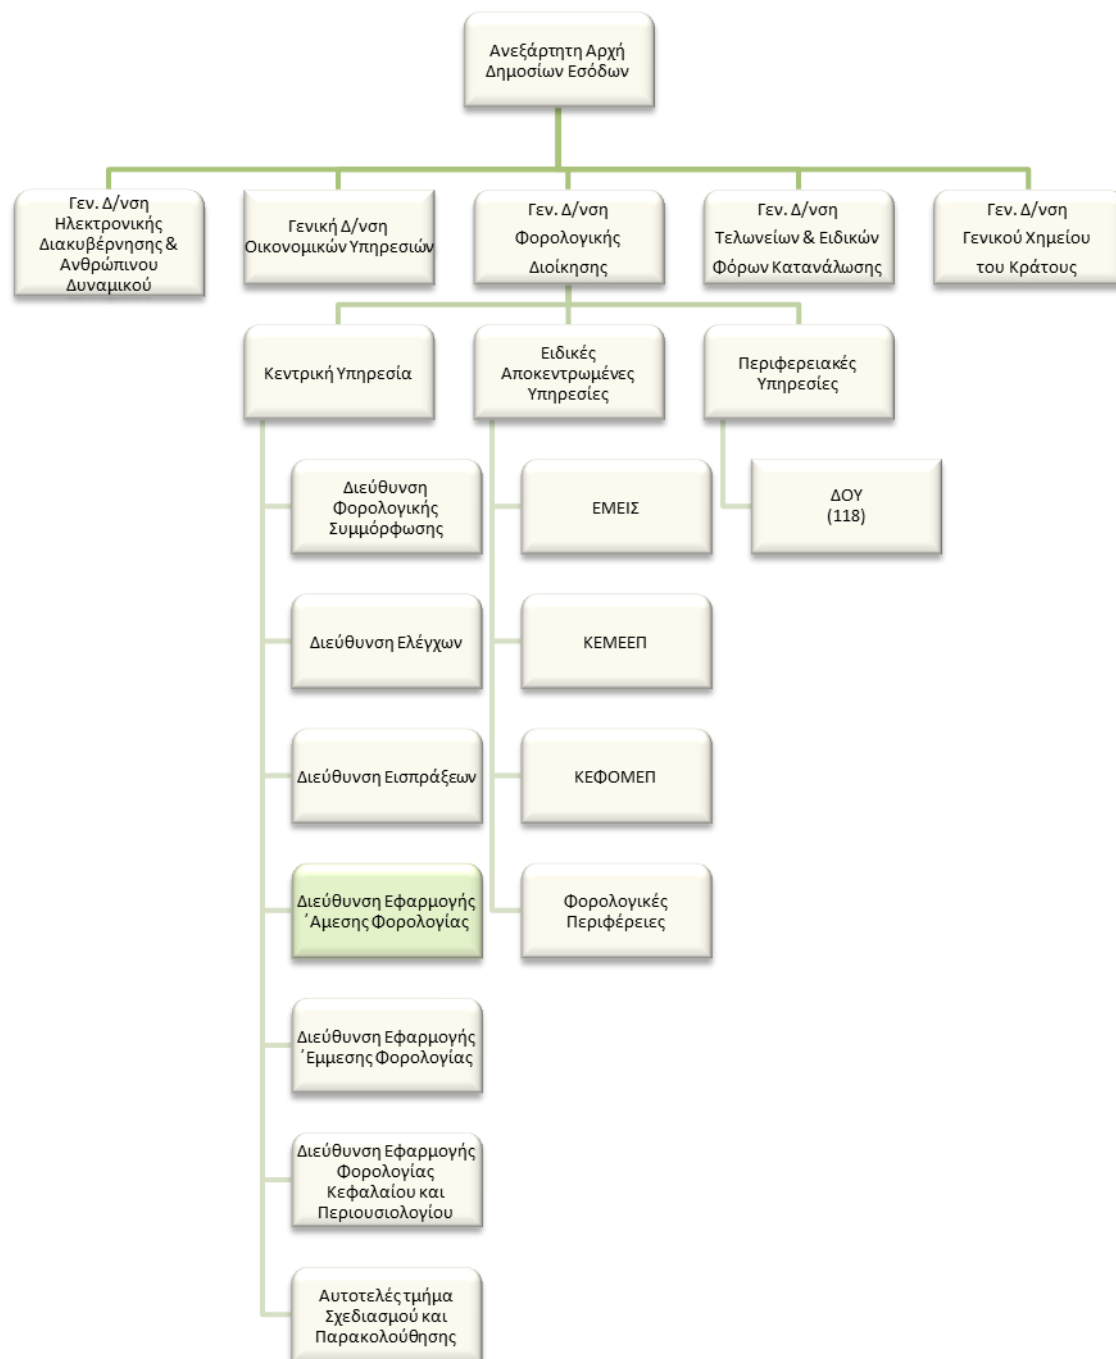 Ανεξάρτητη Αρχή
Δημοσίων Εσόδων
Γεν. Δ/νση
Ηλεκτρονικής
Διακυβέρνησης &
Ανθρώπινου
Δυναμικού
Γενική Δ/νση
Οικονομικών Υπηρεσιών
Γεν. Δ/νση
Φορολογικής
Διοίκησης
Γεν. Δ/νση
Τελωνείων & Ειδικών
Φόρων Κατανάλωσης
Γεν. Δ/νση
Γενικού Χημείου
του Κράτους
Κεντρική Υπηρεσία
Ειδικές
Αποκεντρωμένες
Υπηρεσίες
Περιφερειακές
Υπηρεσίες
Διεύθυνση
Φορολογικής
Συμμόρφωσης
Διεύθυνση Ελέγχων
Διεύθυνση Εισπράξεων
Διεύθυνση Εφαρμογής
΄Αμεσης Φορολογίας
Διεύθυνση Εφαρμογής
΄Εμμεσης Φορολογίας
Διεύθυνση Εφαρμογής
Φορολογίας
Κεφαλαίου και
Περιουσιολογίου
Αυτοτελές τμήμα
Σχεδιασμού και
Παρακολούθησης
ΕΜΕΙΣ
ΚΕΜΕΕΠ
ΚΕΦΟΜΕΠ
Φορολογικές
Περιφέρειες
ΔΟΥ
(118)